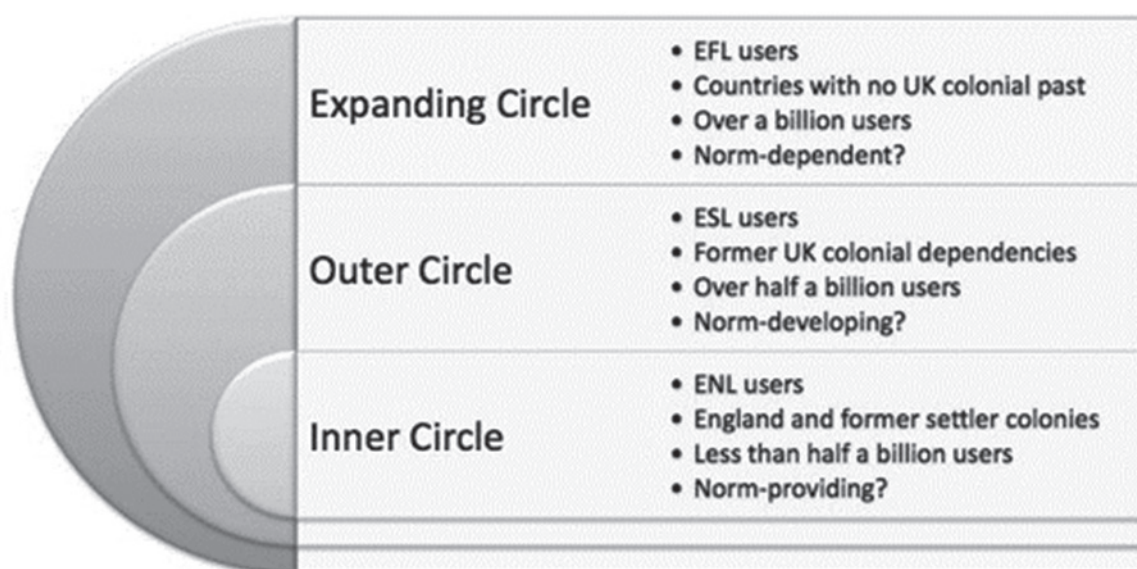 Expanding Circle
• EFL users
• Countries with no UK colonial past
• Over a billion users
• Norm-dependent?
Outer Circle
• ESL users
• Former UK colonial dependencies
• Over half a billion users
• Norm-developing?
Inner Circle
• ENL users
• England and former settler colonies
• Less than half a billion users
• Norm-providing?